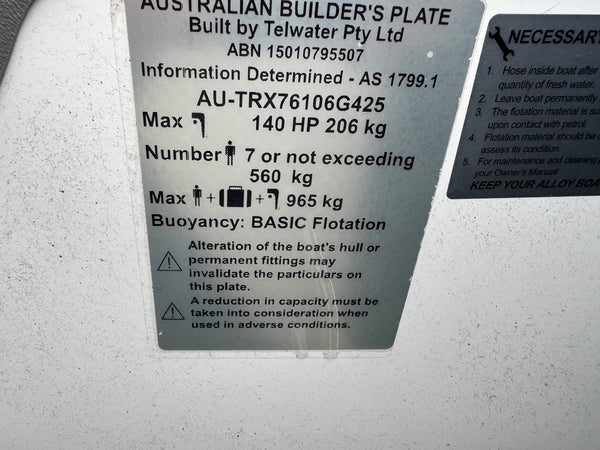 AUSTRALIAN BUILDER'S PLATE
Built by Telwater Pty Ltd
ABN 15010795507
Information Determined - AS 1799.1
AU-TRX76106G425
Max 140 HP 206 kg
Number 7 or not exceeding
560 kg
Max + + 965 kg
Buoyancy: BASIC Flotation
Alteration of the boat's hull or
permanent fittings may
invalidate the particulars on
this plate.
A reduction in capacity must be
taken into consideration when
used in adverse conditions.
NECESSARY
1. Hose inside boat after
quantity of fresh water.
2. Leave boat permanently
3. The flotation material is su
upon contact with petrol.
4. Flotation material should be
assess its condition.
5. For maintenance and cleaning
your Owner's Manual.
KEEP YOUR ALLOY BOA